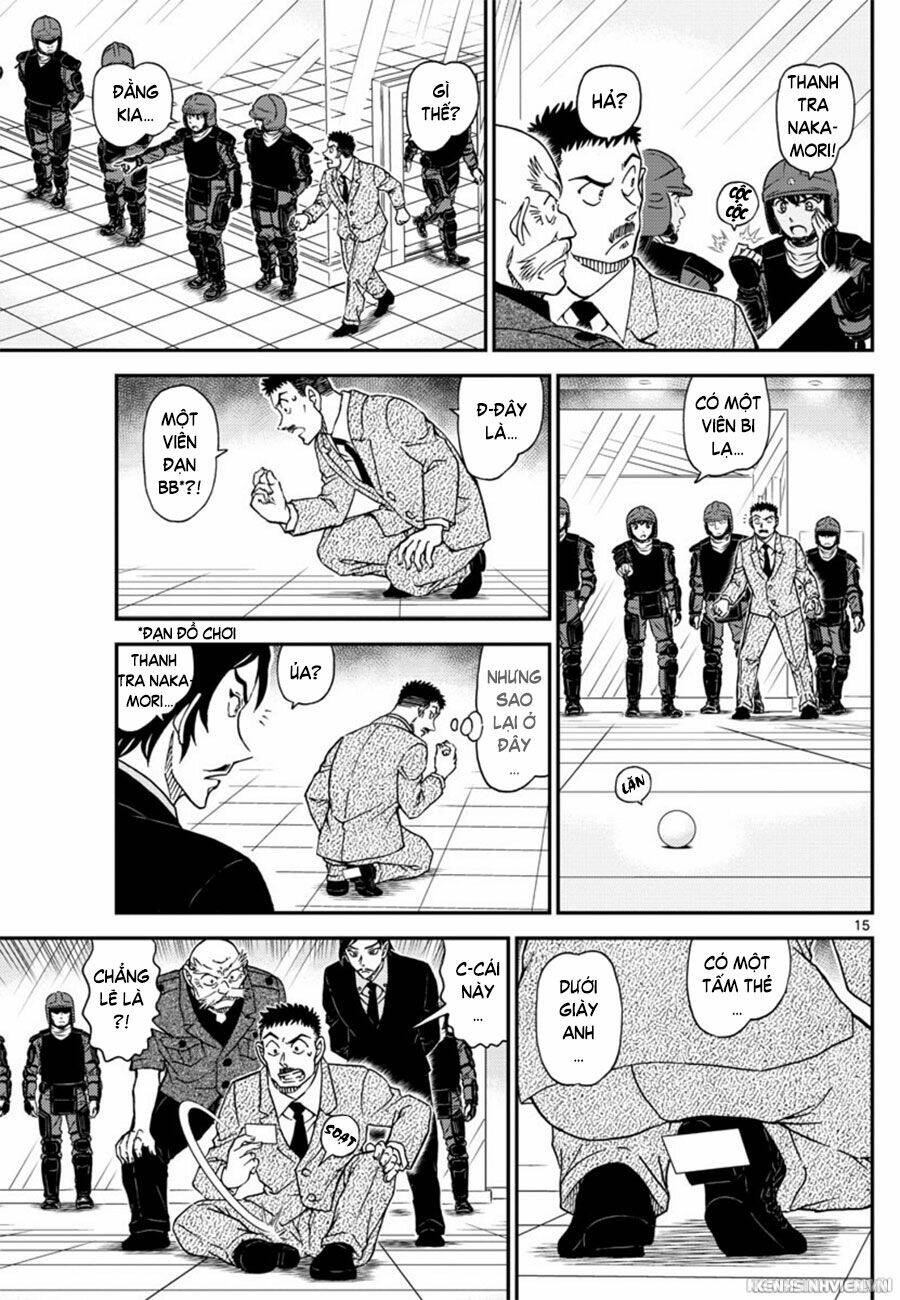 THANH
TRA
NAKA-
MORI!
CỘC
CỘC
HẢ?
GÌ
THẾ?
ĐẰNG
KIA...
CÓ MỘT
VIÊN BI
LẠ...
LĂN
Đ-ĐÂY
LÀ...
MỘT
VIÊN
ĐẠN
BB*?!
*ĐẠN ĐỒ CHƠI
NHƯNG
SAO
LẠI Ở
ĐÂY
...
ỦA?
THANH
TRA NAKA-
MORI...
15
CÓ MỘT
TẤM THẺ
...
DƯỚI
GIÀY
ANH
...
C-CÁI
NÀY
...
SOẠT
CHẲNG
LẼ LÀ
?!
KENHSINHVIEN.VN